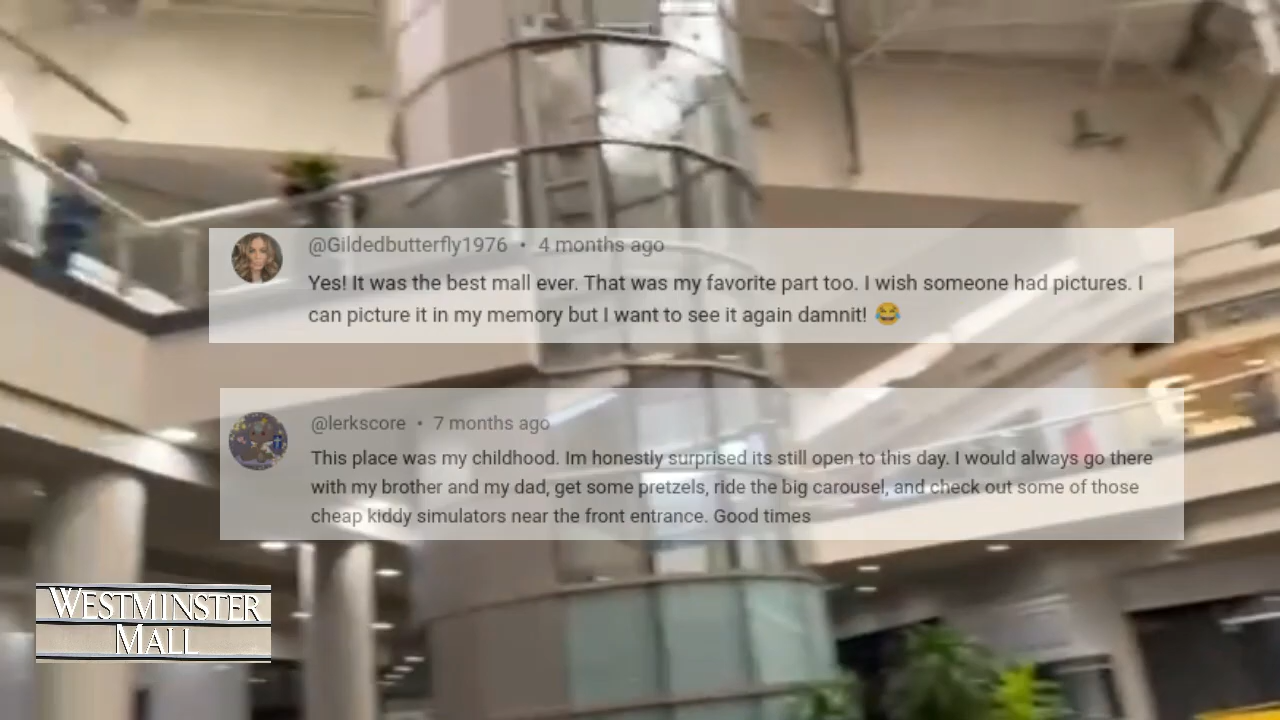 @Gildedbutterfly1976 • 4 months ago
Yes! It was the best mall ever. That was my favorite part too. I wish someone had pictures. I
can picture it in my memory but I want to see it again damnit! 😂
@lerkscore • 7 months ago
This place was my childhood. Im honestly surprised its still open to this day. I would always go there
with my brother and my dad, get some pretzels, ride the big carousel, and check out some of those
cheap kiddy simulators near the front entrance. Good times
WESTMINSTER
MALL